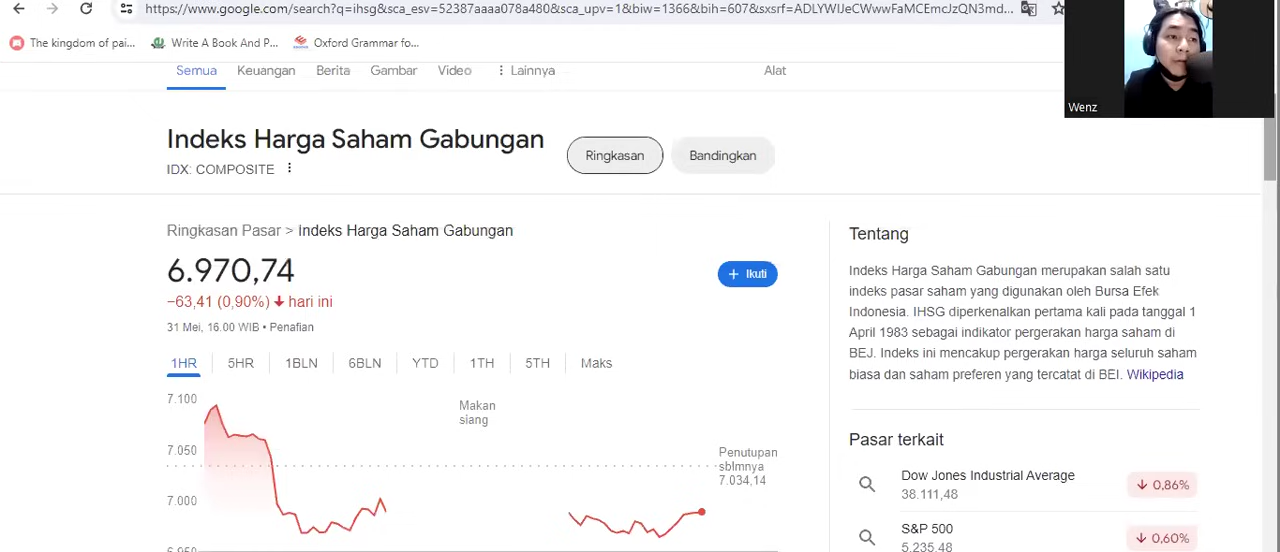 https://www.google.com/search?q=ihsg&sca_esv=52387aaaa078a480&sca_upv=1&biw=1366&bih=607&sxsrf=ADLYWIJeCWwwFaMCEmcJzQN3md...
The kingdom of pai...
Write A Book And P...
Oxford Grammar fo...
Semua
Keuangan
Berita
Gambar
Video
Lainnya
Alat
Wenz
Indeks Harga Saham Gabungan
IDX: COMPOSITE
Ringkasan
Bandingkan
Ringkasan Pasar > Indeks Harga Saham Gabungan
6.970,74
−63,41 (0,90%) hari ini
31 Mei, 16.00 WIB • Penafian
+ Ikuti
1HR
5HR
1BLN
6BLN
YTD
1TH
5TH
Maks
7.100
7.050
7.000
6.950
Makan
siang
Penutupan
sblmnya
7.034,14
Tentang
Indeks Harga Saham Gabungan merupakan salah satu
indeks pasar saham yang digunakan oleh Bursa Efek
Indonesia. IHSG diperkenalkan pertama kali pada tanggal 1
April 1983 sebagai indikator pergerakan harga saham di
BEJ. Indeks ini mencakup pergerakan harga seluruh saham
biasa dan saham preferen yang tercatat di BEI. Wikipedia
Pasar terkait
Dow Jones Industrial Average
38.111,48
0,86%
S&P 500
5.235,48
0,60%